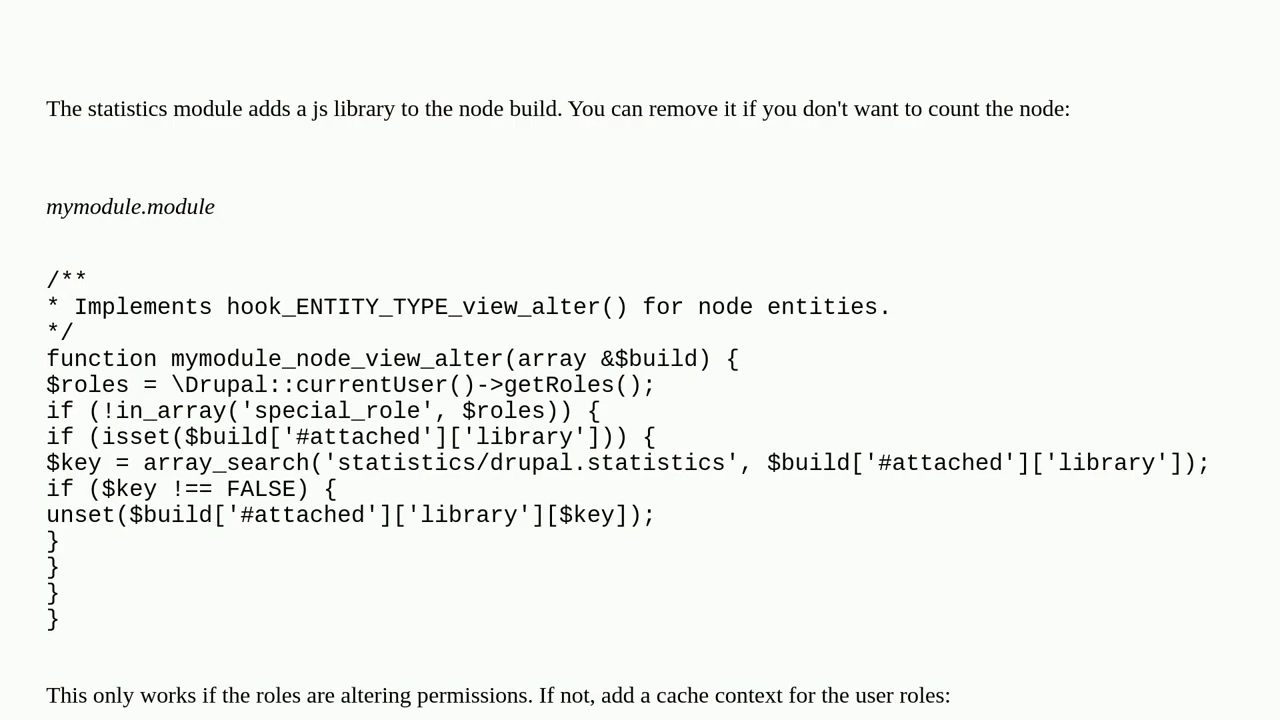 The statistics module adds a js library to the node build. You can remove it if you don't want to count the node:
mymodule.module
/**
* Implements hook_ENTITY_TYPE_view_alter() for node entities.
*/
function mymodule_node_view_alter(array &$build) {
$roles = \Drupal::currentUser()->getRoles();
if (!in_array('special_role', $roles)) {
if (isset($build['#attached']['library'])) {
$key = array_search('statistics/drupal.statistics', $build['#attached']['library']);
if ($key !== FALSE) {
unset($build['#attached']['library'][$key]);
}
}
}
}
This only works if the roles are altering permissions. If not, add a cache context for the user roles: